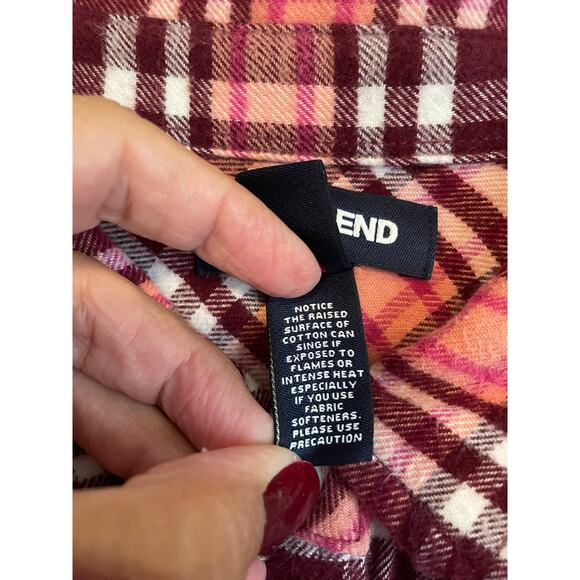 END
NOTICE
THE RAISED
SURFACE OF
COTTON CAN
SINGE IF
EXPOSED TO
FLAMES OR
INTENSE HEAT
ESPECIALLY
IF YOU USE
FABRIC
SOFTENERS.
PLEASE USE
PRECAUTION